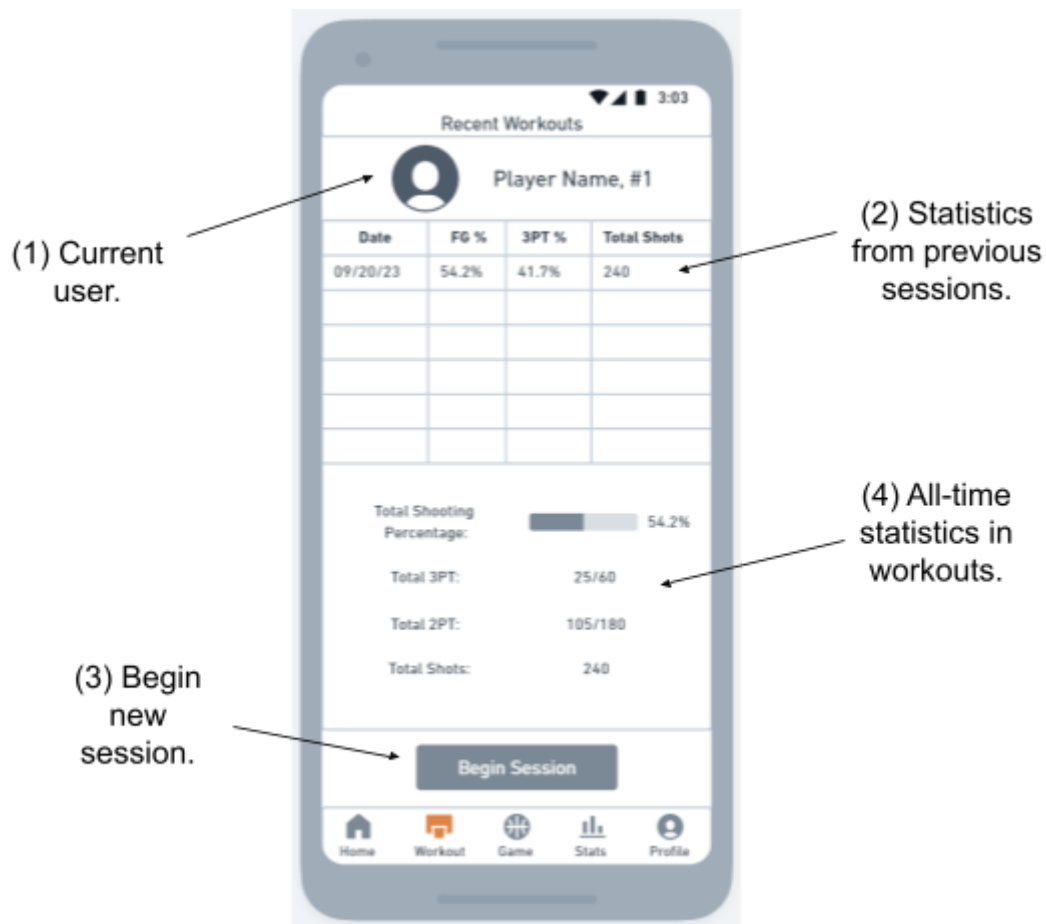 3:03
Recent Workouts
Player Name, #1
(1) Current
user.
(2) Statistics
from previous
sessions.
Date FG % 3PT % Total Shots
09/20/23 54.2% 41.7% 240
Total Shooting
Percentage:
54.2%
Total 3PT: 25/60
Total 2PT: 105/180
Total Shots: 240
(4) All-time
statistics in
workouts.
(3) Begin
new
session.
Begin Session
Home Workout Game Stats Profile